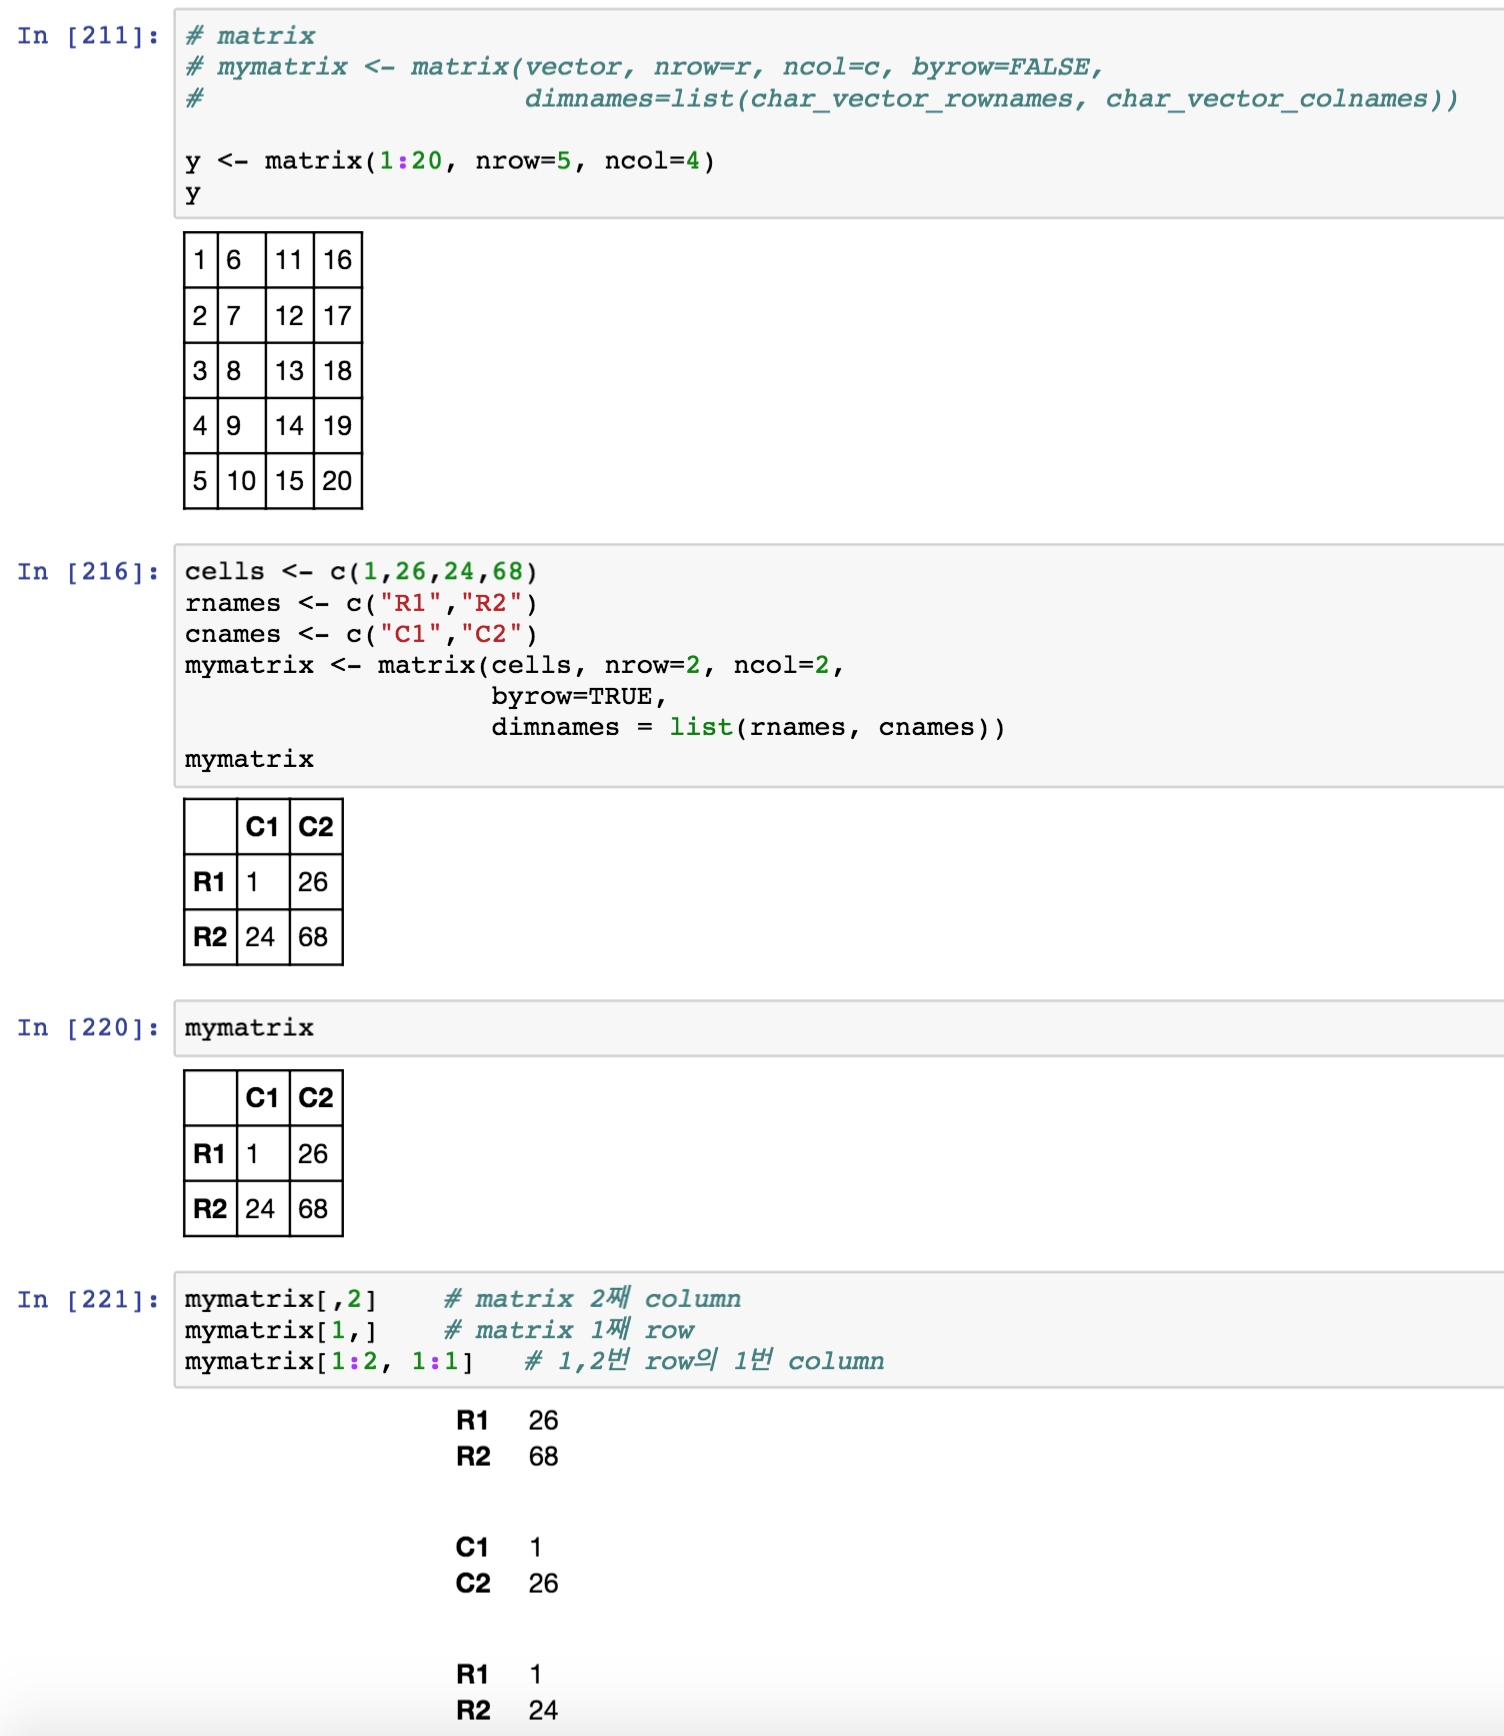 In [211]:
# matrix
# mymatrix <- matrix(vector, nrow=r, ncol=c, byrow=FALSE,
#                    dimnames=list(char_vector_rownames, char_vector_colnames))
y <- matrix(1:20, nrow=5, ncol=4)
y
1 6 11 16
2 7 12 17
3 8 13 18
4 9 14 19
5 10 15 20
In [216]:
cells <- c(1,26,24,68)
rnames <- c("R1","R2")
cnames <- c("C1","C2")
mymatrix <- matrix(cells, nrow=2, ncol=2,
                   byrow=TRUE,
                   dimnames = list(rnames, cnames))
mymatrix
C1 C2
R1 1 26
R2 24 68
In [220]:
mymatrix
C1 C2
R1 1 26
R2 24 68
In [221]:
mymatrix[,2]    # matrix 2째 column
mymatrix[1,]    # matrix 1째 row
mymatrix[1:2, 1:1]   # 1,2번 row의 1번 column
R1 26
R2 68
C1 1
C2 26
R1 1
R2 24